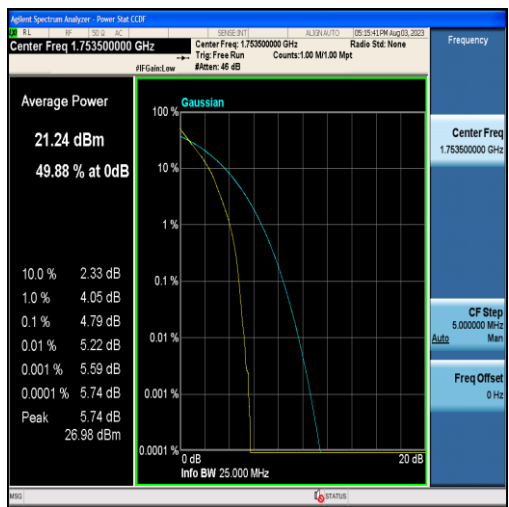 Agilent Spectrum Analyzer - Power Stat CCDF
RL RF 50 Ω AC SENSE:INT ALIGN AUTO 05:15:41 PM Aug 03, 2023
Center Freq 1.753500000 GHz
Center Freq: 1.753500000 GHz Radio Std: None
Trig: Free Run Counts:1.00 M/1.00 Mpt
#IFGain:Low #Atten: 46 dB
Frequency
Average Power
21.24 dBm
49.88 % at 0dB
10.0 % 2.33 dB
1.0 % 4.05 dB
0.1 % 4.79 dB
0.01 % 5.22 dB
0.001 % 5.59 dB
0.0001 % 5.74 dB
Peak 5.74 dB
26.98 dBm
Gaussian
100 %
10 %
1 %
0.1 %
0.01 %
0.001 %
0.0001 %
0 dB 20 dB
Info BW 25.000 MHz
Center Freq
1.753500000 GHz
CF Step
5.000000 MHz
Auto Man
Freq Offset
0 Hz
MSG STATUS